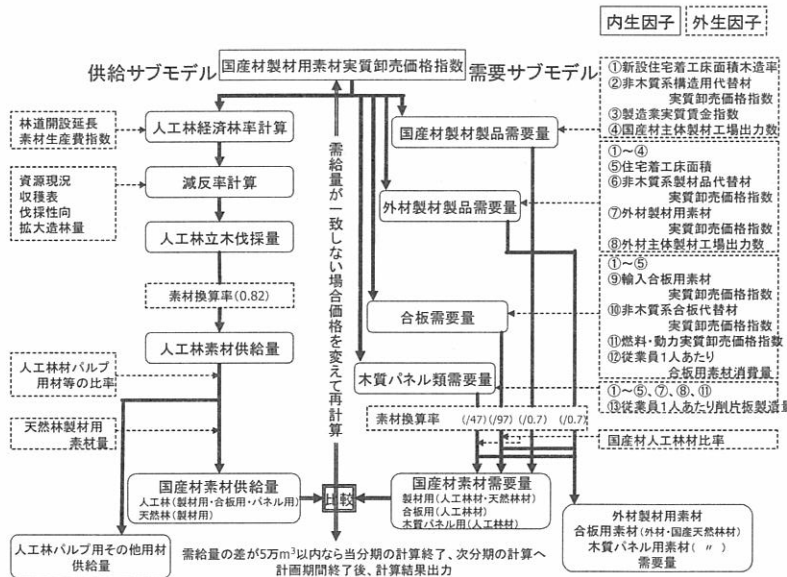 内生因子
外生因子
供給サブモデル
国産材製材用素材実質卸売価格指数
需要サブモデル
林道開設延長
素材生産費指数
人工林経済林率計算
資源現況
収穫表
伐採性向
拡大造林量
減反率計算
人工林立木伐採量
素材換算率(0.82)
人工林素材供給量
人工林材パルプ
用材等の比率
天然林製材用
素材量
国産材素材供給量
人工林(製材用・合板用・パネル用)
天然林(製材用)
人工林パルプ用その他用材
供給量
需給量が一致しない場合価格を変えて再計算
比較
需給量の差が5万m³以内なら当分期の計算終了、次分期の計算へ
計画期間終了後、計算結果出力
国産材製材製品需要量
外材製材製品需要量
合板需要量
木質パネル類需要量
素材換算率 (/47) (/97) (/0.7) (/0.7)
国産材素材需要量
製材用(人工林材・天然林材)
合板用(人工林材)
木質パネル用(人工林材)
①新設住宅着工床面積木造率
②非木質系構造用代替材
実質卸売価格指数
③製造業実質賃金指数
④国産材主体製材工場出力数
①~④
⑤住宅着工床面積
⑥非木質系製材品代替材
実質卸売価格指数
⑦外材製材用素材
実質卸売価格指数
⑧外材主体製材工場出力数
①~⑤
⑨輸入合板用素材
実質卸売価格指数
⑩非木質系合板代替材
実質卸売価格指数
⑪燃料・動力実質卸売価格指数
⑫従業員1人あたり
合板用素材消費量
①~⑤、⑦、⑧、⑪
⑬従業員1人あたり削片板製造量
国産材人工林材比率
外材製材用素材
合板用素材(外材・国産天然林材)
木質パネル用素材( 〃 )
需要量